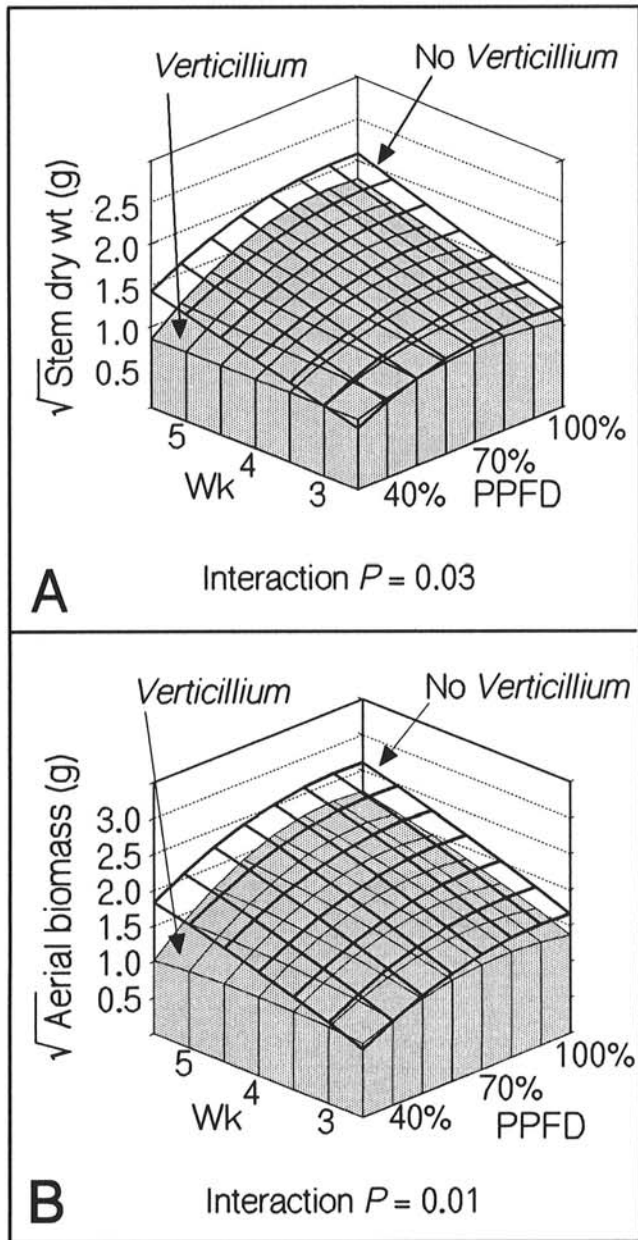 Verticillium
No Verticillium
√Stem dry wt (g)
2.5
2.0
1.5
1.0
0.5
5
4
3
Wk
40%
70%
100%
PPFD
A
Interaction P = 0.03
Verticillium
No Verticillium
√Aerial biomass (g)
3.0
2.5
2.0
1.5
1.0
0.5
5
4
3
Wk
40%
70%
100%
PPFD
B
Interaction P = 0.01